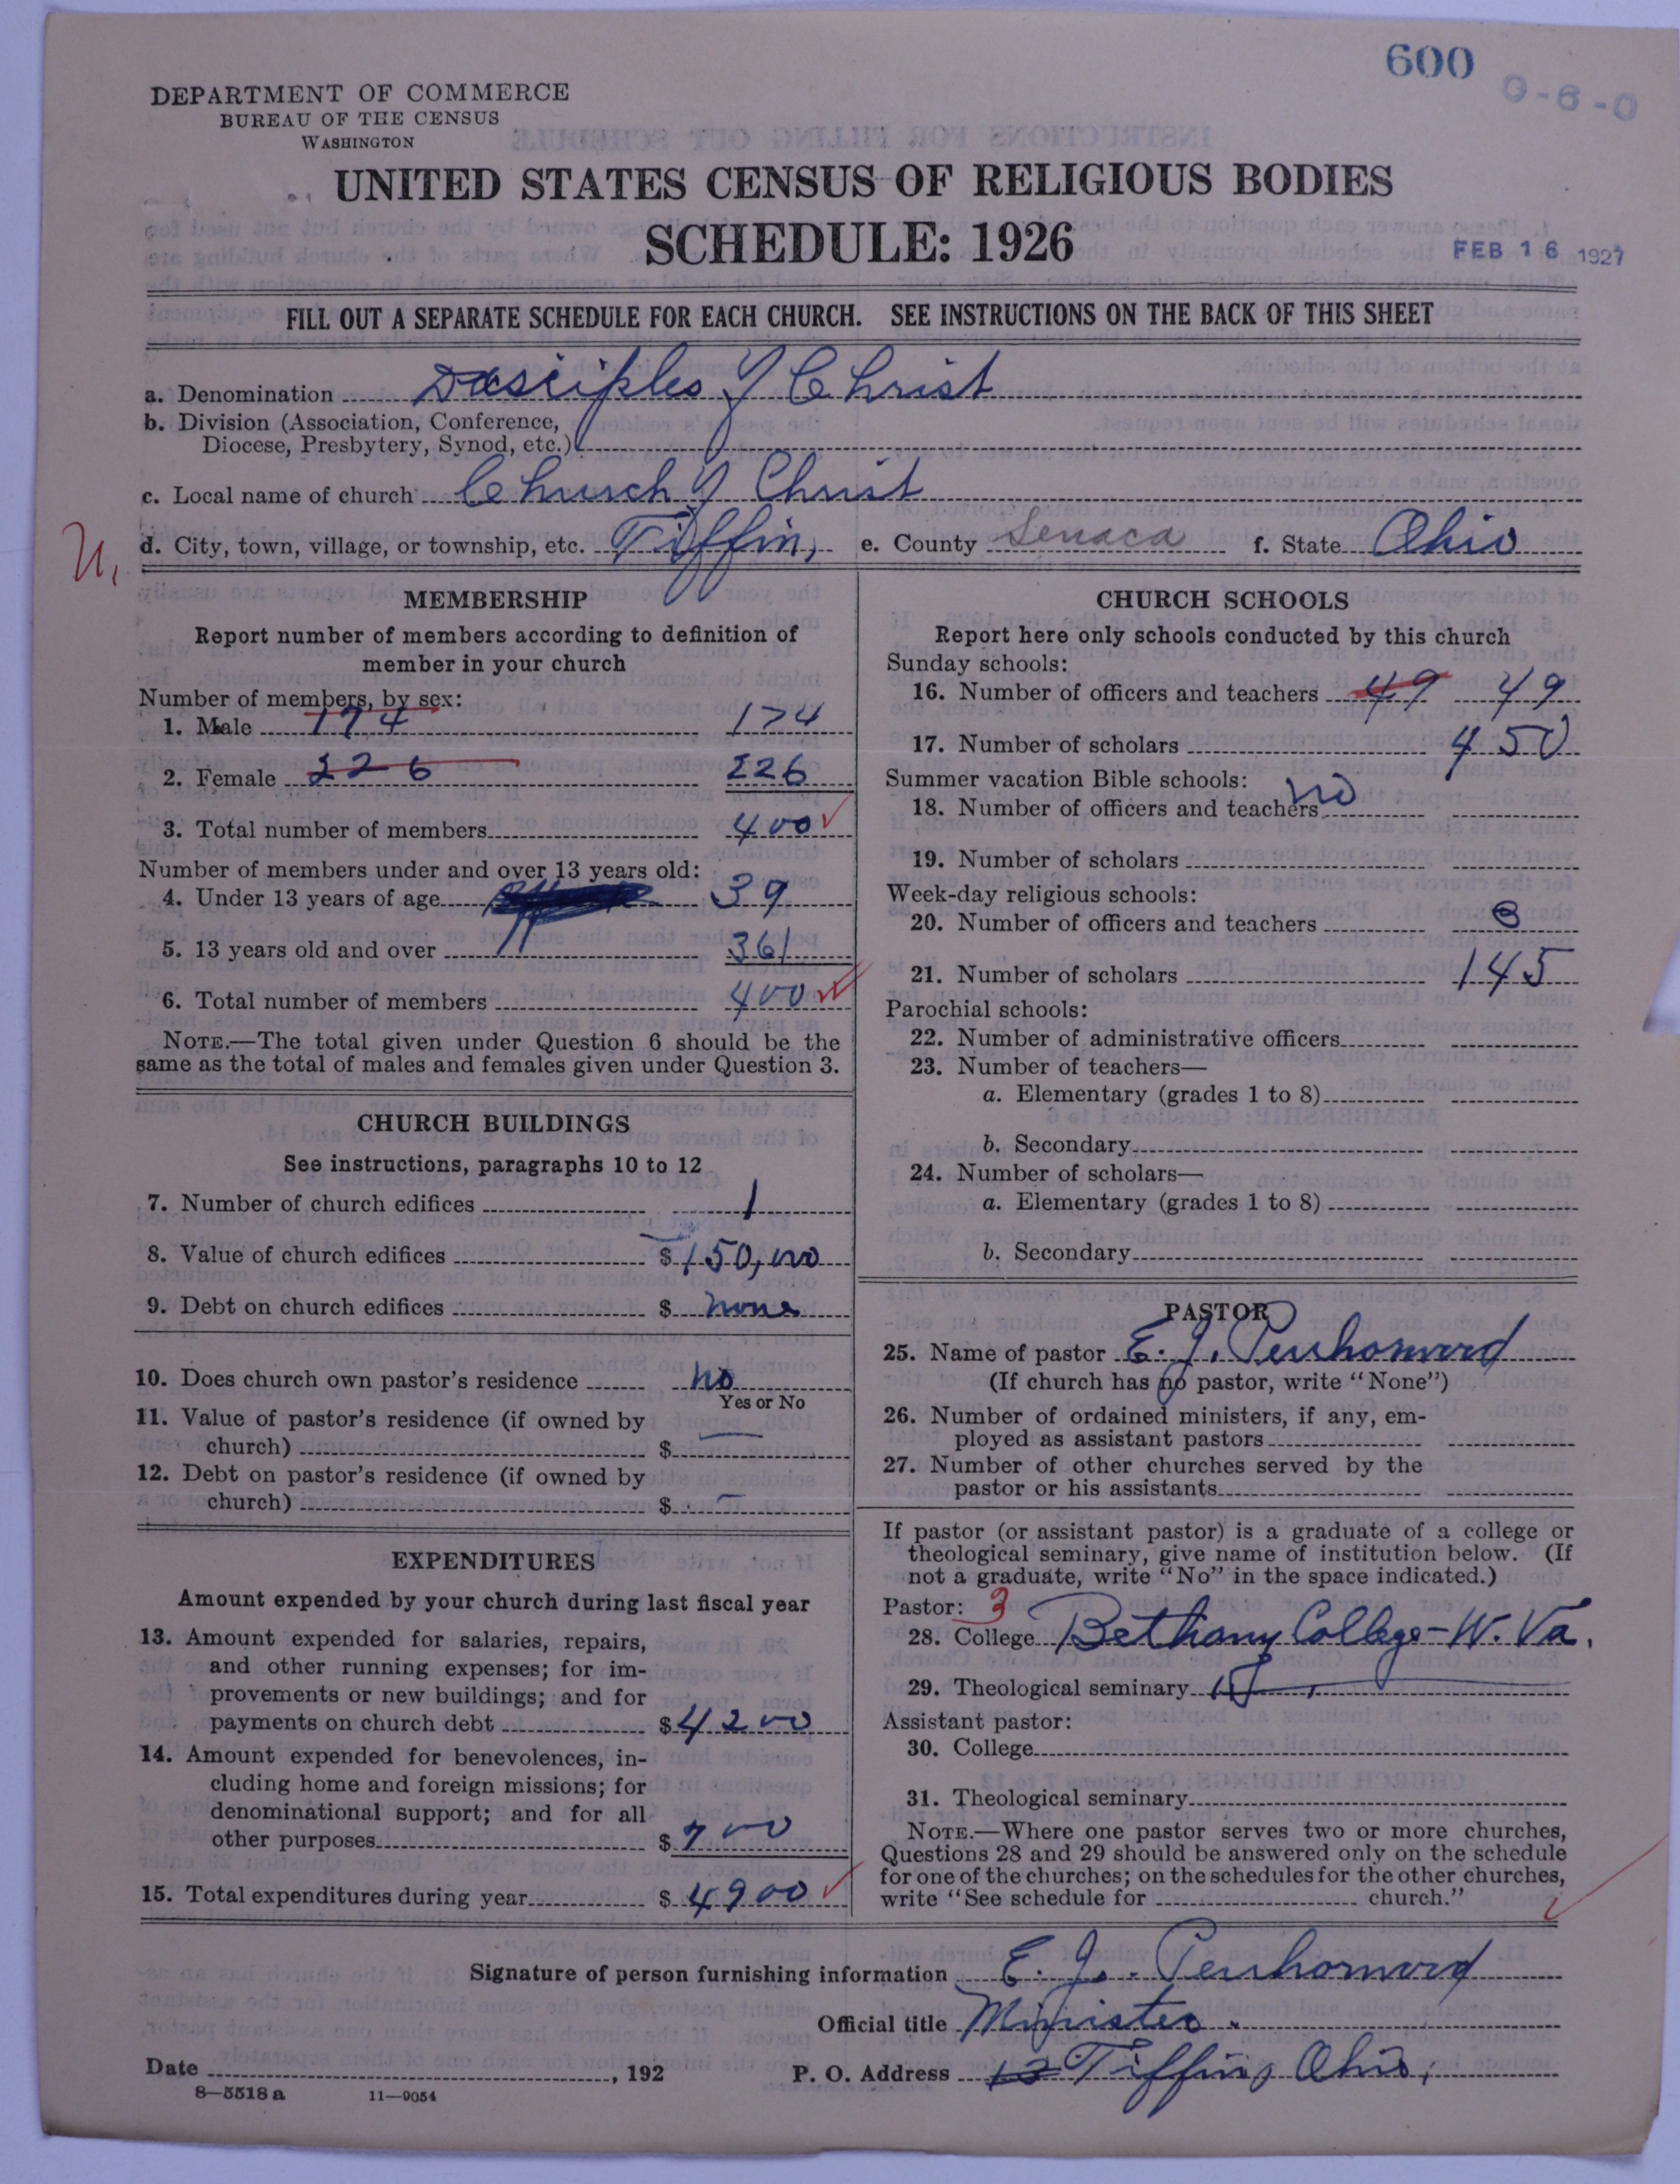 600
0-6-0
DEPARTMENT OF COMMERCE
BUREAU OF THE CENSUS
WASHINGTON
UNITED STATES CENSUS OF RELIGIOUS BODIES
SCHEDULE: 1926
FEB 16 1927
FILL OUT A SEPARATE SCHEDULE FOR EACH CHURCH. SEE INSTRUCTIONS ON THE BACK OF THIS SHEET
a. Denomination Disciples of Christ
b. Division (Association, Conference,
Diocese, Presbytery, Synod, etc.)
c. Local name of church Church of Christ
U.
d. City, town, village, or township, etc. Tiffin, e. County Senaca f. State Ohio
MEMBERSHIP
Report number of members according to definition of
member in your church
Number of members, by sex:
1. Male 174 174
2. Female 226 226
3. Total number of members 400
Number of members under and over 13 years old:
4. Under 13 years of age 39
5. 13 years old and over 361
6. Total number of members 400
NOTE.—The total given under Question 6 should be the
same as the total of males and females given under Question 3.
CHURCH BUILDINGS
See instructions, paragraphs 10 to 12
7. Number of church edifices 1
8. Value of church edifices $150,000
9. Debt on church edifices $ none
10. Does church own pastor's residence no
Yes or No
11. Value of pastor's residence (if owned by
church) $ —
12. Debt on pastor's residence (if owned by
church) $ —
EXPENDITURES
Amount expended by your church during last fiscal year
13. Amount expended for salaries, repairs,
and other running expenses; for im-
provements or new buildings; and for
payments on church debt $4200
14. Amount expended for benevolences, in-
cluding home and foreign missions; for
denominational support; and for all
other purposes $700
15. Total expenditures during year $4900
CHURCH SCHOOLS
Report here only schools conducted by this church
Sunday schools:
16. Number of officers and teachers 49 49
17. Number of scholars 450
Summer vacation Bible schools:
18. Number of officers and teachers no
19. Number of scholars
Week-day religious schools:
20. Number of officers and teachers 8
21. Number of scholars 145
Parochial schools:
22. Number of administrative officers
23. Number of teachers—
a. Elementary (grades 1 to 8)
b. Secondary
24. Number of scholars—
a. Elementary (grades 1 to 8)
b. Secondary
PASTOR
25. Name of pastor E. J. Penhorwood
(If church has no pastor, write "None")
26. Number of ordained ministers, if any, em-
ployed as assistant pastors
27. Number of other churches served by the
pastor or his assistants
If pastor (or assistant pastor) is a graduate of a college or
theological seminary, give name of institution below. (If
not a graduate, write "No" in the space indicated.)
Pastor: 3
28. College Bethany College - W. Va.
29. Theological seminary
Assistant pastor:
30. College
31. Theological seminary
NOTE.—Where one pastor serves two or more churches,
Questions 28 and 29 should be answered only on the schedule
for one of the churches; on the schedules for the other churches,
write "See schedule for church."
Signature of person furnishing information E. J. Penhorwood
Official title Minister.
Date , 192 P. O. Address Tiffin, Ohio,
8—5518 a 11—9054